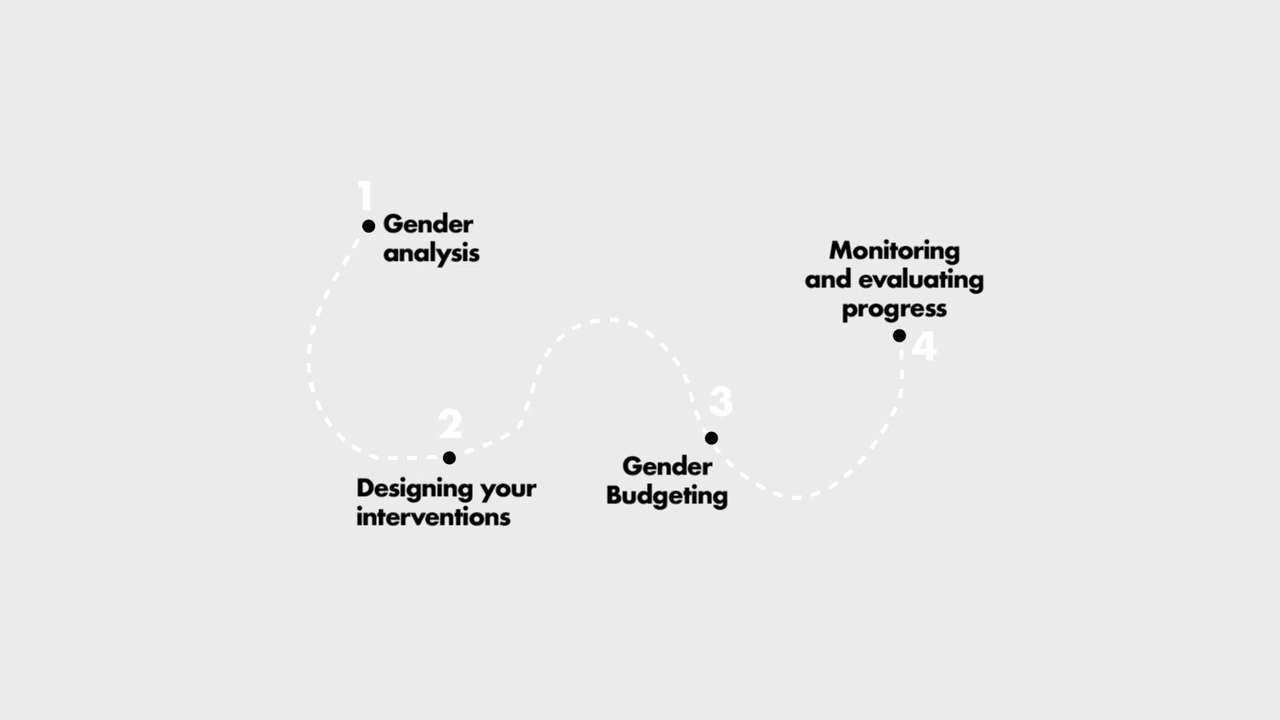 1
Gender
analysis
2
Designing your
interventions
3
Gender
Budgeting
Monitoring
and evaluating
progress
4